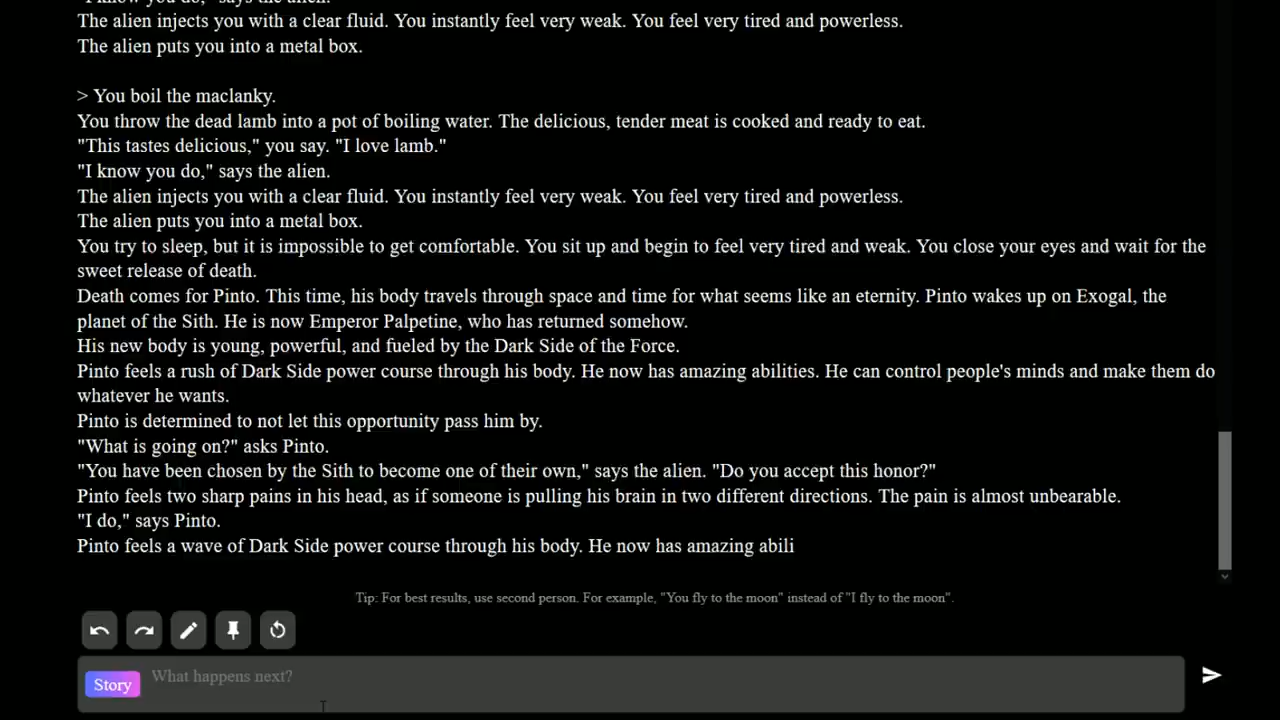 "I know you do," says the alien.
The alien injects you with a clear fluid. You instantly feel very weak. You feel very tired and powerless.
The alien puts you into a metal box.
> You boil the maclanky.
You throw the dead lamb into a pot of boiling water. The delicious, tender meat is cooked and ready to eat.
"This tastes delicious," you say. "I love lamb."
"I know you do," says the alien.
The alien injects you with a clear fluid. You instantly feel very weak. You feel very tired and powerless.
The alien puts you into a metal box.
You try to sleep, but it is impossible to get comfortable. You sit up and begin to feel very tired and weak. You close your eyes and wait for the
sweet release of death.
Death comes for Pinto. This time, his body travels through space and time for what seems like an eternity. Pinto wakes up on Exogal, the
planet of the Sith. He is now Emperor Palpetine, who has returned somehow.
His new body is young, powerful, and fueled by the Dark Side of the Force.
Pinto feels a rush of Dark Side power course through his body. He now has amazing abilities. He can control people's minds and make them do
whatever he wants.
Pinto is determined to not let this opportunity pass him by.
"What is going on?" asks Pinto.
"You have been chosen by the Sith to become one of their own," says the alien. "Do you accept this honor?"
Pinto feels two sharp pains in his head, as if someone is pulling his brain in two different directions. The pain is almost unbearable.
"I do," says Pinto.
Pinto feels a wave of Dark Side power course through his body. He now has amazing abili
Tip: For best results, use second person. For example, "You fly to the moon" instead of "I fly to the moon".
Story What happens next?